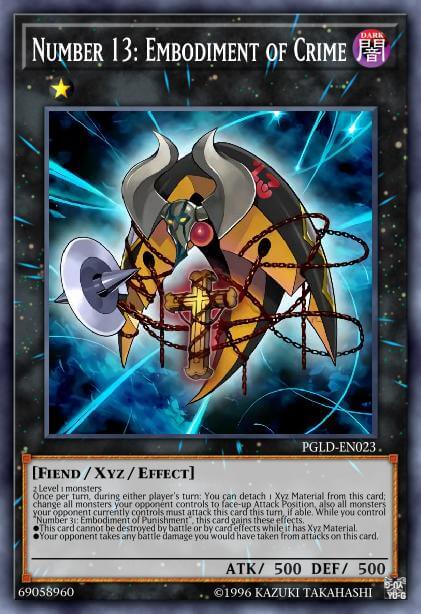 NUMBER 13: EMBODIMENT OF CRIME
DARK
闇
13
PGLD-EN023
[FIEND / XYZ / EFFECT]
2 Level 1 monsters
Once per turn, during either player's turn: You can detach 1 Xyz Material from this card;
change all monsters your opponent controls to face-up Attack Position, also all monsters
your opponent currently controls must attack this card this turn, if able. While you control
"Number 31: Embodiment of Punishment", this card gains these effects.
●This card cannot be destroyed by battle or by card effects while it has Xyz Material.
●Your opponent takes any battle damage you would have taken from attacks on this card.
ATK/ 500 DEF/ 500
69058960
©1996 KAZUKI TAKAHASHI